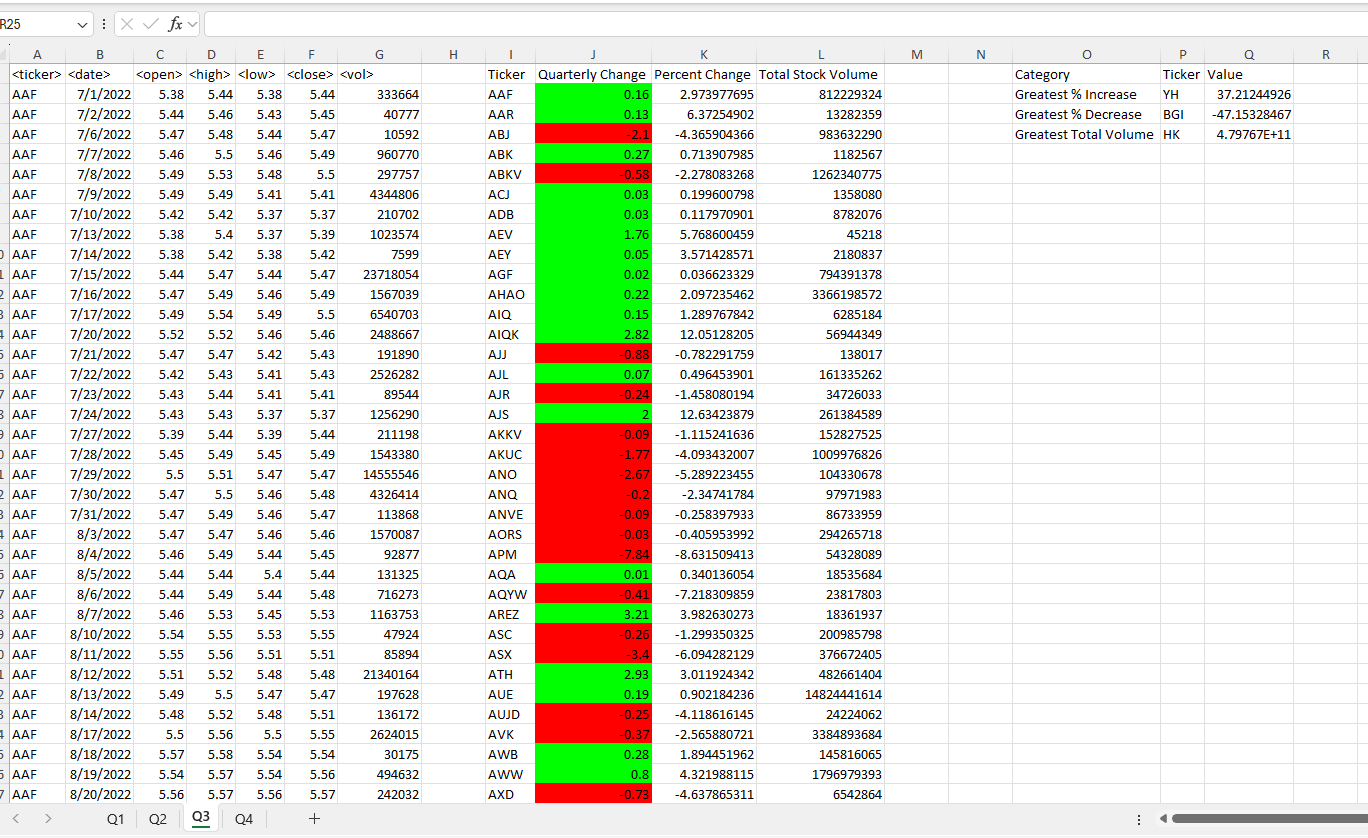 R25 fx
A B C D E F G H I J K L M N O P Q R
<ticker> <date> <open> <high> <low> <close> <vol> Ticker Quarterly Change Percent Change Total Stock Volume Category Ticker Value
AAF 7/1/2022 5.38 5.44 5.38 5.44 333664 AAF 0.16 2.973977695 812229324 Greatest % Increase YH 37.21244926
AAF 7/2/2022 5.44 5.46 5.43 5.45 40777 AAR 0.13 6.37254902 13282359 Greatest % Decrease BGI -47.15328467
AAF 7/6/2022 5.47 5.48 5.44 5.47 10592 ABJ -2.1 -4.365904366 983632290 Greatest Total Volume HK 4.79767E+11
AAF 7/7/2022 5.46 5.5 5.46 5.49 960770 ABK 0.27 0.713907985 1182567
AAF 7/8/2022 5.49 5.53 5.48 5.5 297757 ABKV -0.58 -2.278083268 1262340775
AAF 7/9/2022 5.49 5.49 5.41 5.41 4344806 ACJ 0.03 0.199600798 1358080
AAF 7/10/2022 5.42 5.42 5.37 5.37 210702 ADB 0.03 0.117970901 8782076
AAF 7/13/2022 5.38 5.4 5.37 5.39 1023574 AEV 1.76 5.768600459 45218
AAF 7/14/2022 5.38 5.42 5.38 5.42 7599 AEY 0.05 3.571428571 2180837
AAF 7/15/2022 5.44 5.47 5.44 5.47 23718054 AGF 0.02 0.036623329 794391378
AAF 7/16/2022 5.47 5.49 5.46 5.49 1567039 AHAO 0.22 2.097235462 3366198572
AAF 7/17/2022 5.49 5.54 5.49 5.5 6540703 AIQ 0.15 1.289767842 6285184
AAF 7/20/2022 5.52 5.52 5.46 5.46 2488667 AIQK 2.82 12.05128205 56944349
AAF 7/21/2022 5.47 5.47 5.42 5.43 191890 AJJ -0.88 -0.782291759 138017
AAF 7/22/2022 5.42 5.43 5.41 5.43 2526282 AJL 0.07 0.496453901 161335262
AAF 7/23/2022 5.43 5.44 5.41 5.41 89544 AJR -0.24 -1.458080194 34726033
AAF 7/24/2022 5.43 5.43 5.37 5.37 1256290 AJS 2 12.63423879 261384589
AAF 7/27/2022 5.39 5.44 5.39 5.44 211198 AKKV -0.09 -1.115241636 152827525
AAF 7/28/2022 5.45 5.49 5.45 5.49 1543380 AKUC -1.77 -4.093432007 1009976826
AAF 7/29/2022 5.5 5.51 5.47 5.47 14555546 ANO -2.67 -5.289223455 104330678
AAF 7/30/2022 5.47 5.5 5.46 5.48 4326414 ANQ -0.2 -2.34741784 97971983
AAF 7/31/2022 5.47 5.49 5.46 5.47 113868 ANVE -0.09 -0.258397933 86733959
AAF 8/3/2022 5.47 5.47 5.46 5.46 1570087 AORS -0.03 -0.405953992 294265718
AAF 8/4/2022 5.46 5.49 5.44 5.45 92877 APM -7.84 -8.631509413 54328089
AAF 8/5/2022 5.44 5.44 5.4 5.44 131325 AQA 0.01 0.340136054 18535684
AAF 8/6/2022 5.44 5.49 5.44 5.48 716273 AQYW -0.41 -7.218309859 23817803
AAF 8/7/2022 5.46 5.53 5.45 5.53 1163753 AREZ 3.21 3.982630273 18361937
AAF 8/10/2022 5.54 5.55 5.53 5.55 47924 ASC -0.26 -1.299350325 200985798
AAF 8/11/2022 5.55 5.56 5.51 5.51 85894 ASX -3.4 -6.094282129 376672405
AAF 8/12/2022 5.51 5.52 5.48 5.48 21340164 ATH 2.93 3.011924342 482661404
AAF 8/13/2022 5.49 5.5 5.47 5.47 197628 AUE 0.19 0.902184236 14824441614
AAF 8/14/2022 5.48 5.52 5.48 5.51 136172 AUJD -0.25 -4.118616145 24224062
AAF 8/17/2022 5.5 5.56 5.5 5.55 2624015 AVK -0.37 -2.565880721 3384893684
AAF 8/18/2022 5.57 5.58 5.54 5.54 30175 AWB 0.28 1.894451962 145816065
AAF 8/19/2022 5.54 5.57 5.54 5.56 494632 AWW 0.8 4.321988115 1796979393
AAF 8/20/2022 5.56 5.57 5.56 5.57 242032 AXD -0.73 -4.637865311 6542864
Q1 Q2 Q3 Q4